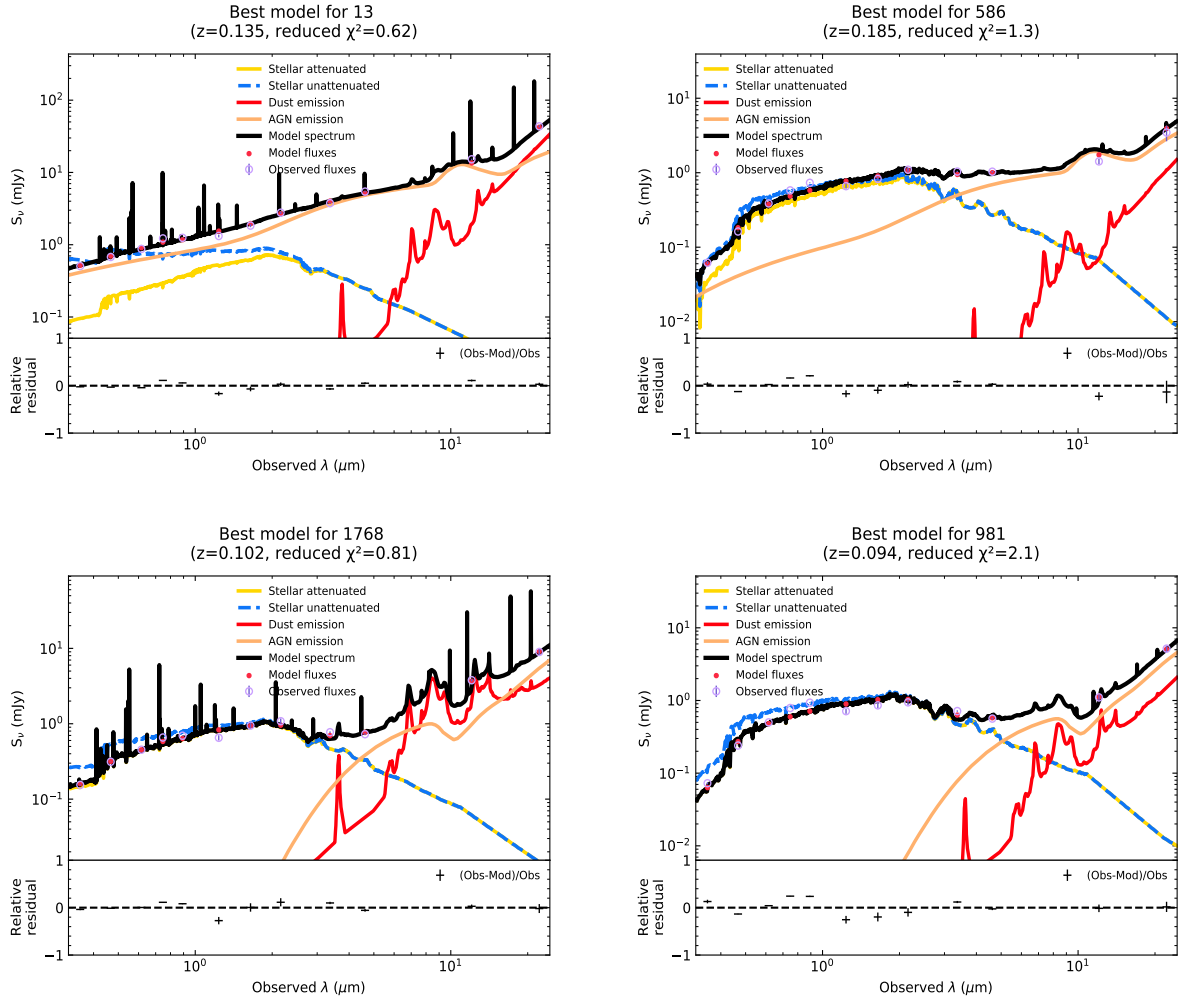 Best model for 13
(z=0.135, reduced χ²=0.62)
10²
10¹
10⁰
10⁻¹
Sν (mJy)
Stellar attenuated
Stellar unattenuated
Dust emission
AGN emission
Model spectrum
Model fluxes
Observed fluxes
1
0
−1
Relative
residual
(Obs-Mod)/Obs
10⁰
10¹
Observed λ (μm)
Best model for 586
(z=0.185, reduced χ²=1.3)
10¹
10⁰
10⁻¹
10⁻²
Sν (mJy)
Stellar attenuated
Stellar unattenuated
Dust emission
AGN emission
Model spectrum
Model fluxes
Observed fluxes
1
0
−1
Relative
residual
(Obs-Mod)/Obs
10⁰
10¹
Observed λ (μm)
Best model for 1768
(z=0.102, reduced χ²=0.81)
10¹
10⁰
10⁻¹
Sν (mJy)
Stellar attenuated
Stellar unattenuated
Dust emission
AGN emission
Model spectrum
Model fluxes
Observed fluxes
1
0
−1
Relative
residual
(Obs-Mod)/Obs
10⁰
10¹
Observed λ (μm)
Best model for 981
(z=0.094, reduced χ²=2.1)
10¹
10⁰
10⁻¹
10⁻²
Sν (mJy)
Stellar attenuated
Stellar unattenuated
Dust emission
AGN emission
Model spectrum
Model fluxes
Observed fluxes
1
0
−1
Relative
residual
(Obs-Mod)/Obs
10⁰
10¹
Observed λ (μm)